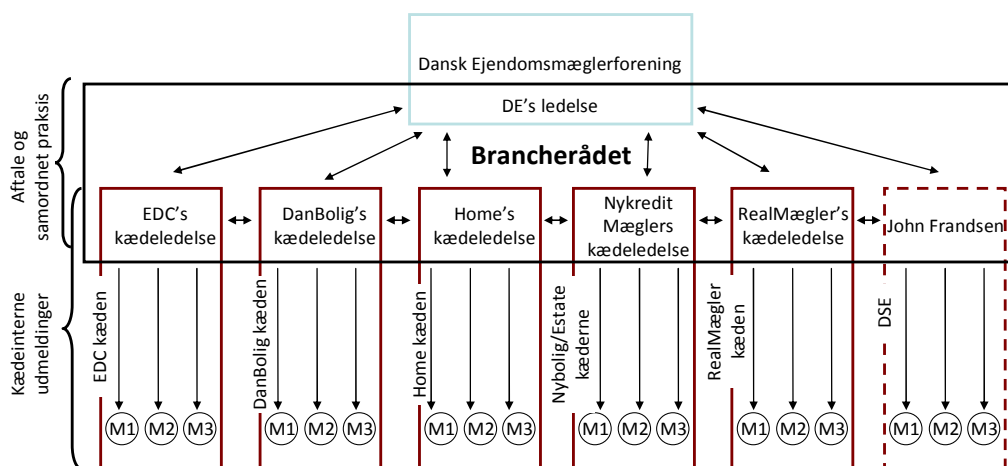 Dansk Ejendomsmæglerforening
DE's ledelse
Brancherådet
Aftale og
samordnet praksis
Kædeinterne
udmeldinger
EDC's
kædeledelse
DanBolig's
kædeledelse
Home's
kædeledelse
Nykredit
Mæglers
kædeledelse
RealMægler's
kædeledelse
John Frandsen
EDC kæden
DanBolig kæden
Home kæden
Nybolig/Estate
kæderne
RealMægler
kæden
DSE
M1 M2 M3 M1 M2 M3 M1 M2 M3 M1 M2 M3 M1 M2 M3 M1 M2 M3